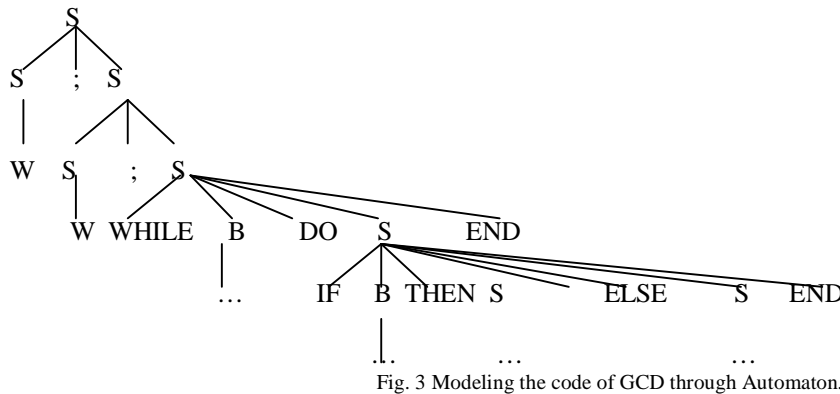 S
S ; S
W S ; S
W WHILE B DO S END
... IF B THEN S ELSE S END
... ... ...
Fig. 3 Modeling the code of GCD through Automaton.